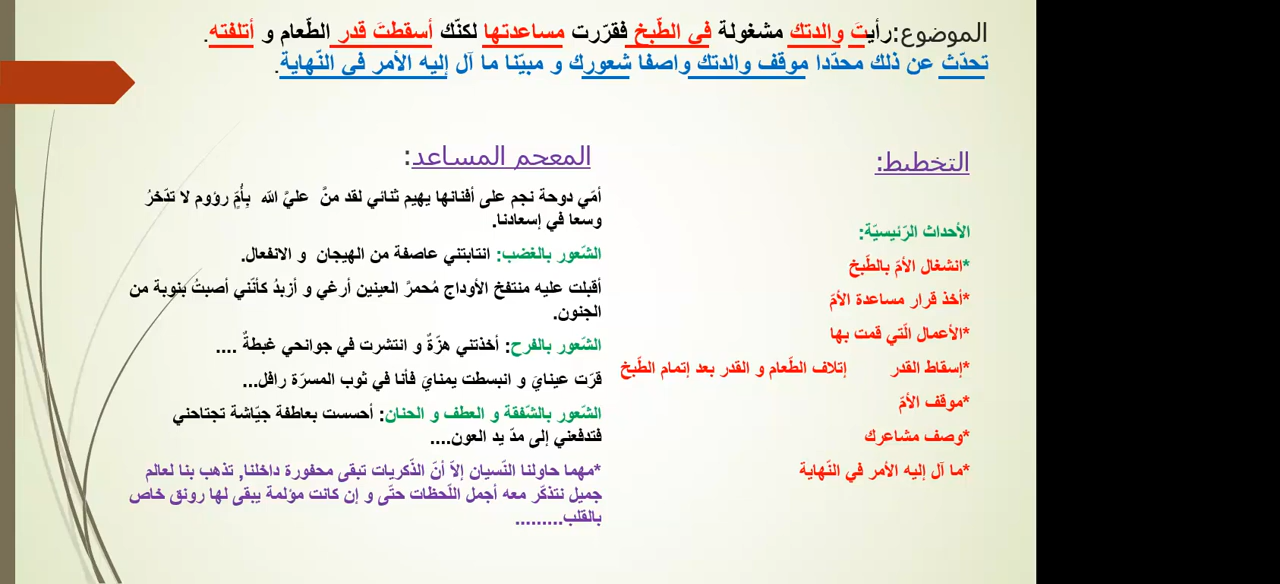 الموضوع:رأيتَ والدتك مشغولة في الطّبخ فقرّرت مساعدتها لكنّك أسقطتَ قدر الطّعام و أتلفته.
تحدّث عن ذلك محدّدا موقف والدتك واصفا شعورك و مبيّنا ما آل إليه الأمر في النّهاية.
التخطيط:
الأحداث الرّئيسيّة:
*انشغال الأمّ بالطّبخ
*أخذ قرار مساعدة الأمّ
*الأعمال الّتي قمت بها
*إسقاط القدر إتلاف الطّعام و القدر بعد إتمام الطّبخ
*موقف الأمّ
*وصف مشاعرك
*ما آل إليه الأمر في النّهاية
المعجم المساعد:
أمّي دوحة نجم على أفنانها يهيم ثنائي لقد منّ عليّ الله بِأُمٍّ رؤوم لا تدّخرُ
وسعا في إسعادنا.
الشّعور بالغضب: انتابتني عاصفة من الهيجان و الانفعال.
أقبلت عليه منتفخ الأوداج مُحمرّ العينين أرغي و أزبدُ كأنّني أصبتُ بنوبة من
الجنون.
الشّعور بالفرح: أخذتني هزّةٌ و انتشرت في جوانحي غبطةٌ ....
قرّت عينايَ و انبسطت يمنايَ فأنا في ثوب المسرّة رافل...
الشّعور بالشّفقة و العطف و الحنان: أحسست بعاطفة جيّاشة تجتاحني
فتدفعني إلى مدّ يد العون....
*مهما حاولنا النّسيان إلاّ أنّ الذّكريات تبقى محفورة داخلنا, تذهب بنا لعالم
جميل نتذكّر معه أجمل اللّحظات حتّى و إن كانت مؤلمة يبقى لها رونق خاص
بالقلب.........